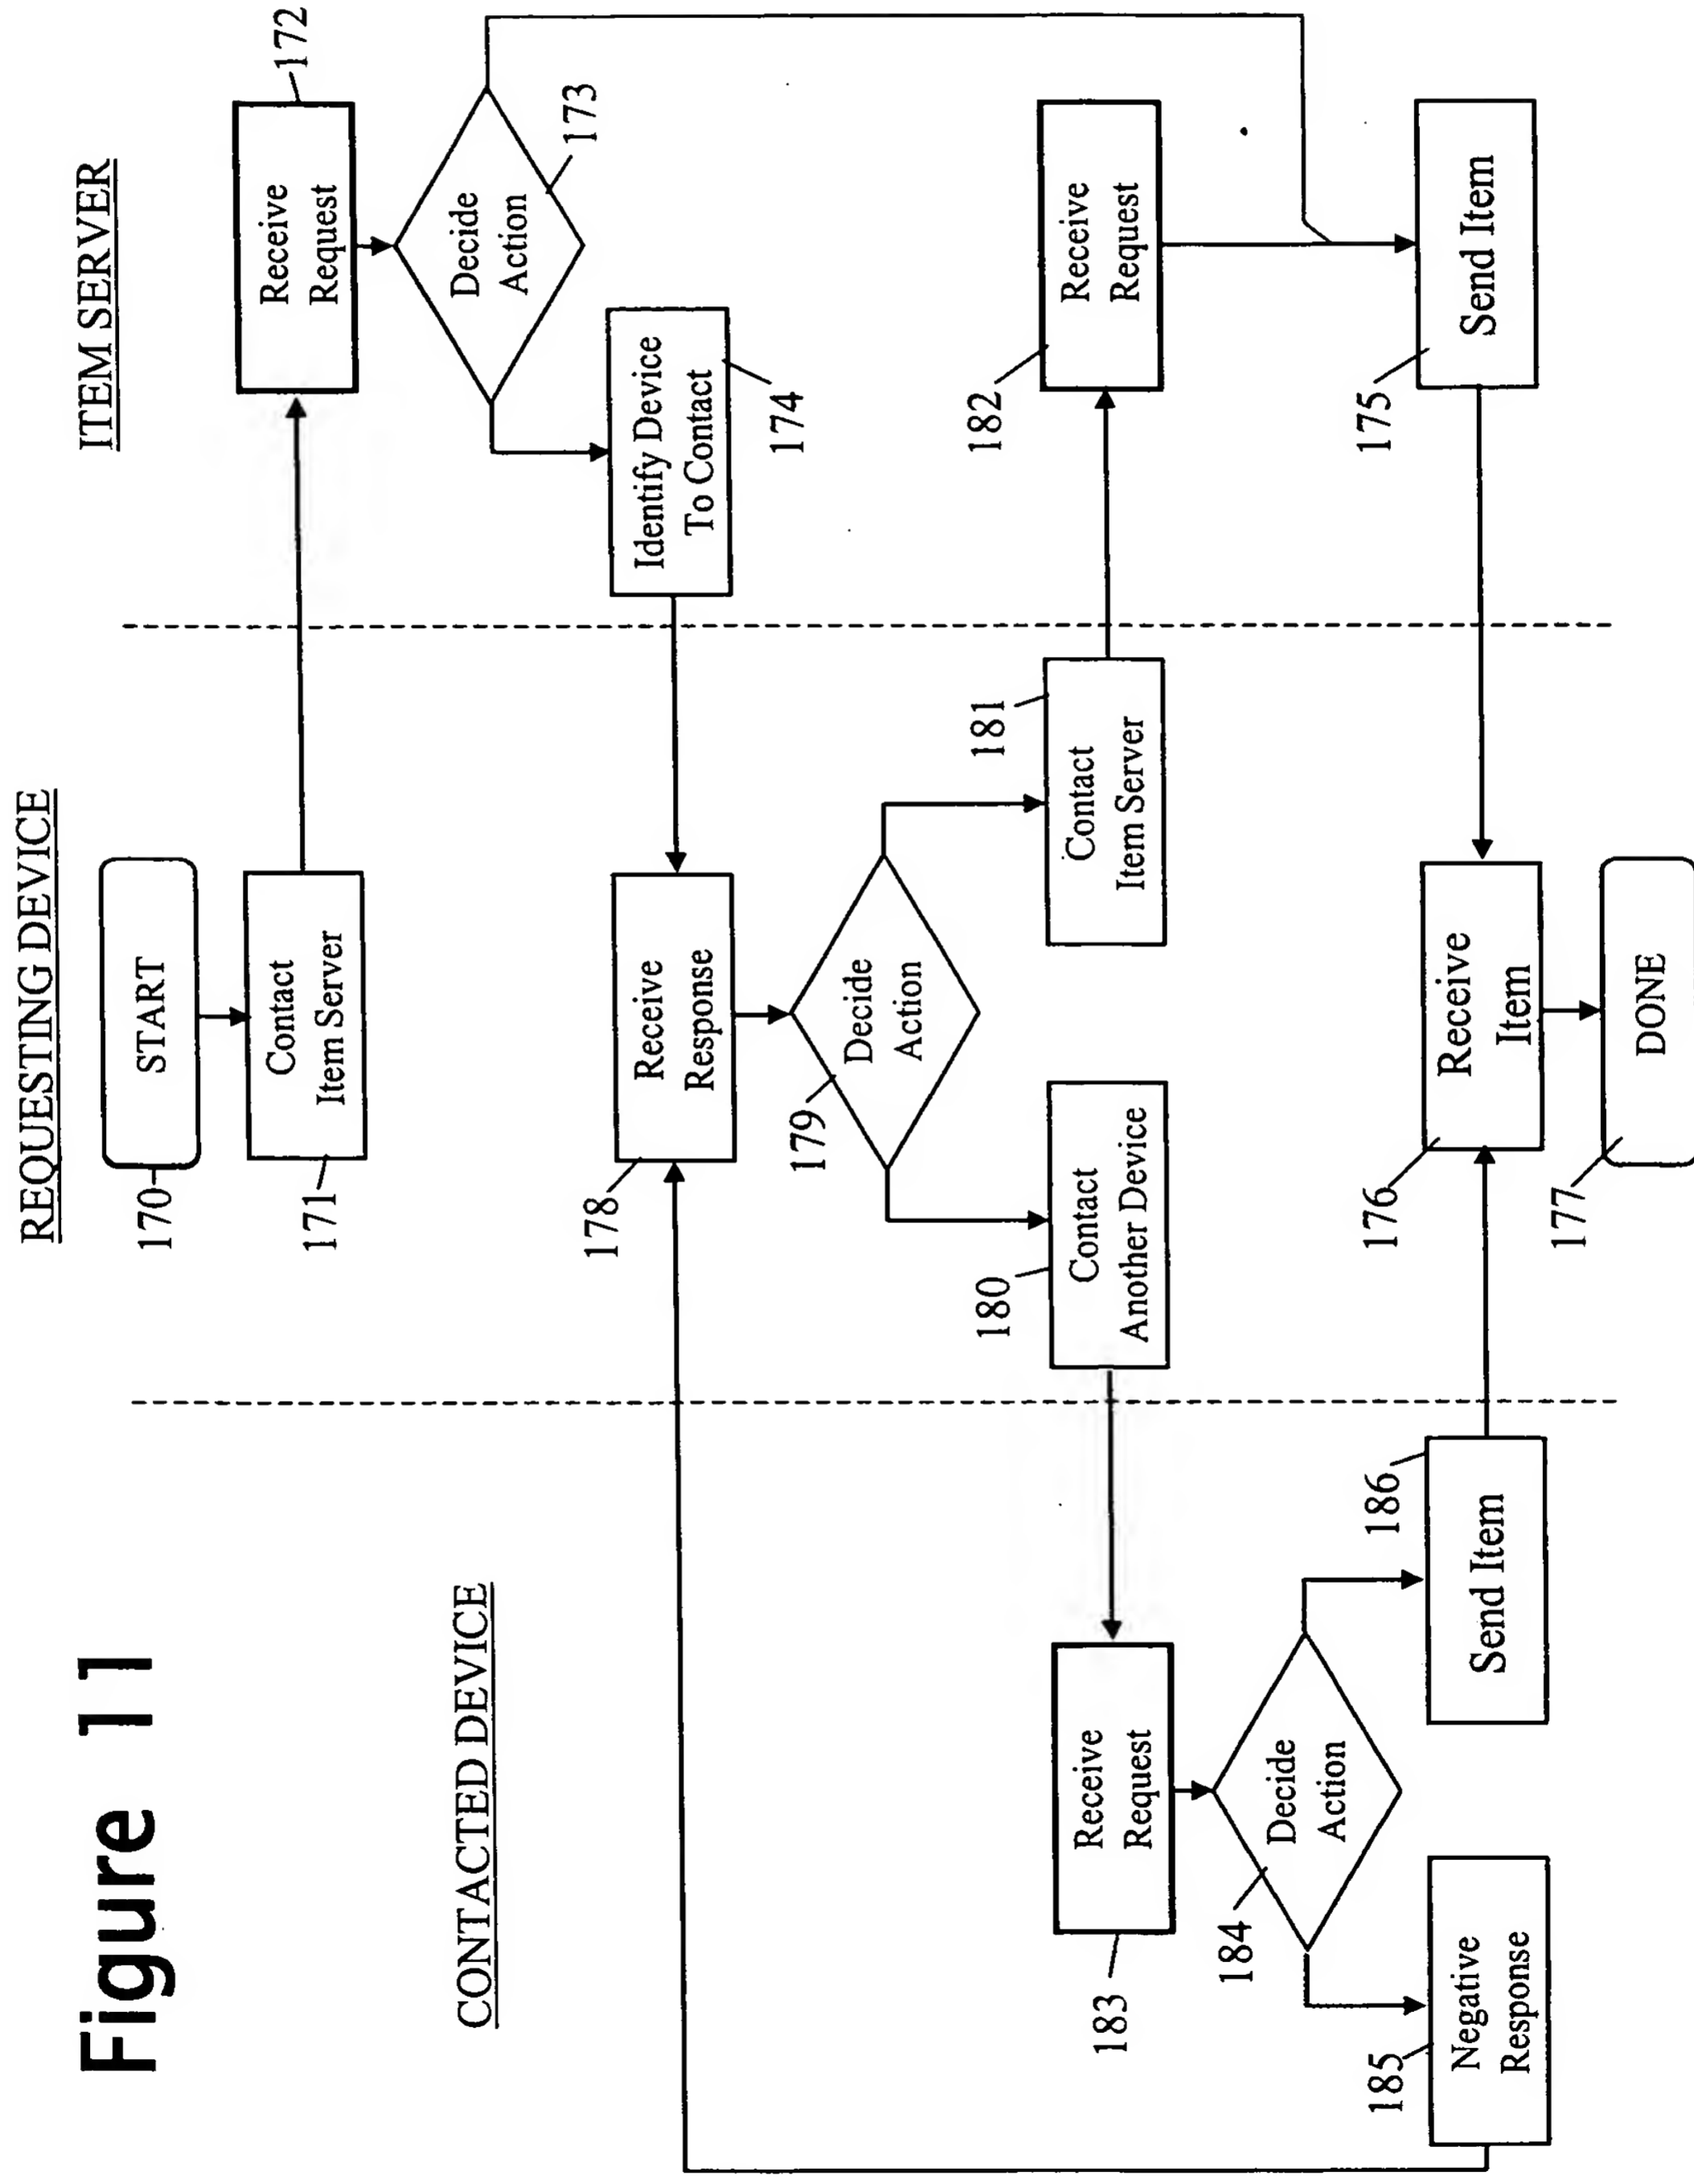 Figure 11
CONTACTED DEVICE
REQUESTING DEVICE
ITEM SERVER
170
START
171
Contact
Item Server
172
Receive
Request
Decide
Action
173
Identify Device
To Contact
174
178
Receive
Response
179
Decide
Action
180
Contact
Another Device
181
Contact
Item Server
182
Receive
Request
183
Receive
Request
184
Decide
Action
185
Negative
Response
186
Send Item
176
Receive
Item
175
Send Item
177
DONE